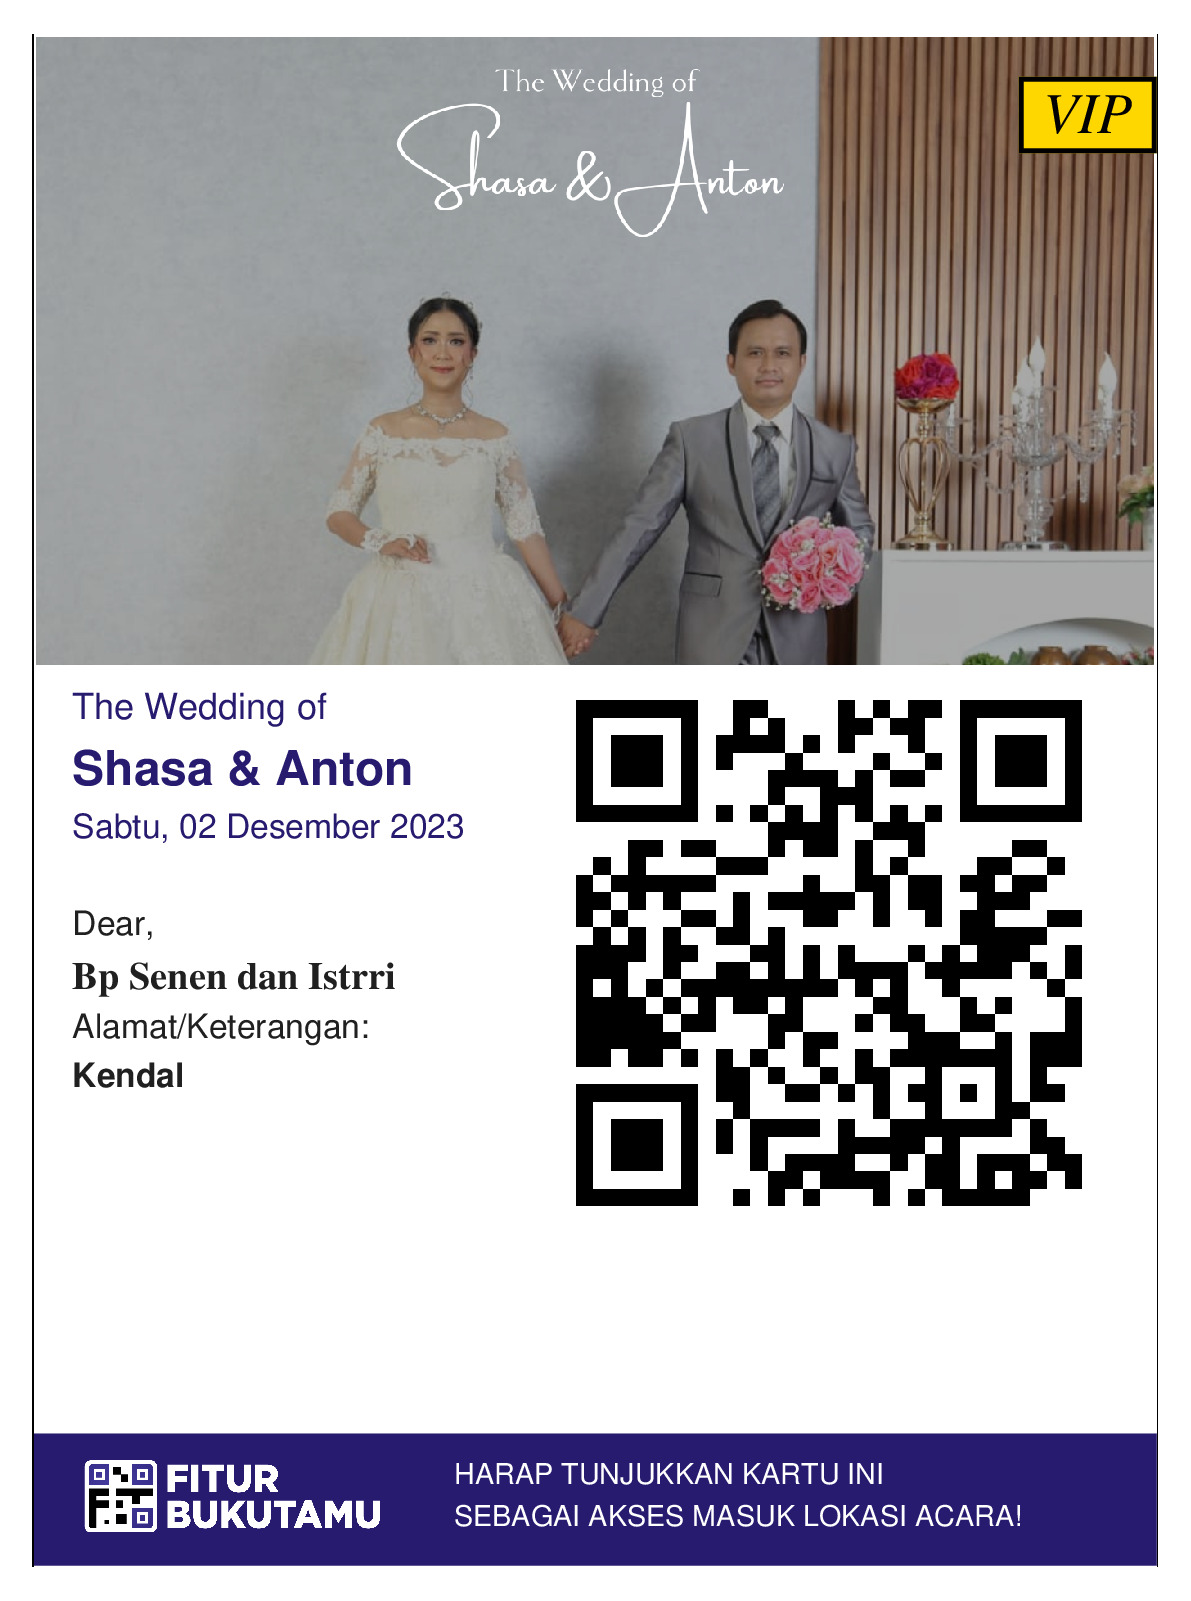 The Wedding of
Shasa & Anton
VIP
The Wedding of
Shasa & Anton
Sabtu, 02 Desember 2023
Dear,
Bp Senen dan Istrri
Alamat/Keterangan:
Kendal
FITUR
BUKUTAMU
HARAP TUNJUKKAN KARTU INI
SEBAGAI AKSES MASUK LOKASI ACARA!